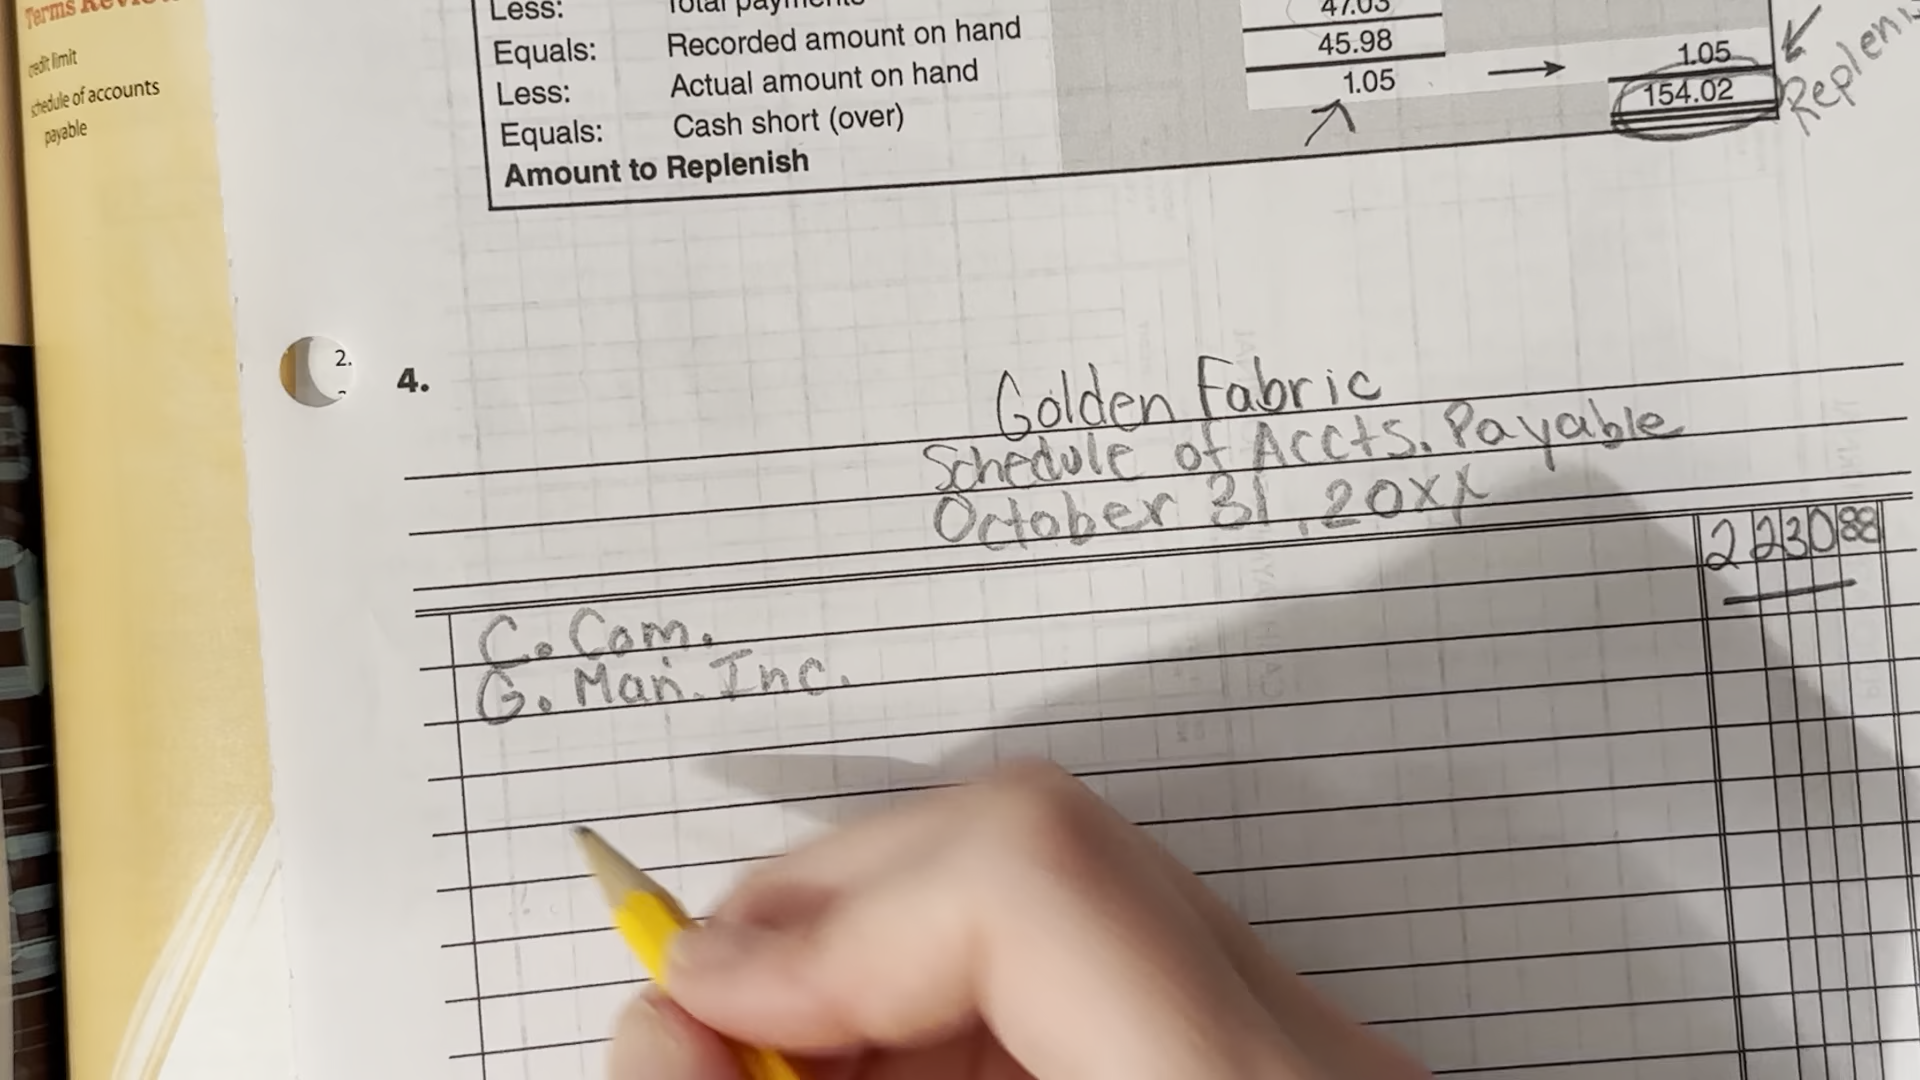 Terms
credit limit
schedule of accounts
payable
Less: Total payments 47.03
Equals: Recorded amount on hand 45.98
Less: Actual amount on hand 1.05 → 1.05
Equals: Cash short (over) 154.02
Amount to Replenish
2.
4.
Golden Fabric
Schedule of Accts. Payable
October 31, 20XX
2 230 88
C. Com.
G. Man. Inc.